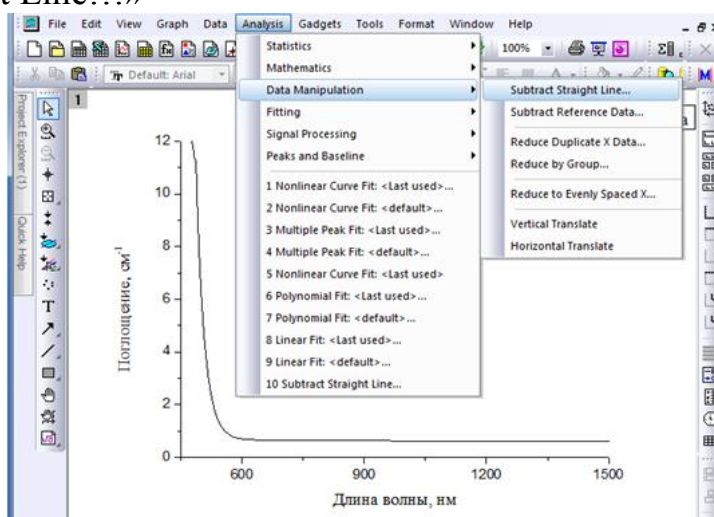 t Line…»
File Edit View Graph Data Analysis Gadgets Tools Format Window Help
100%
Default: Arial
Project Explorer (1)
Quick Help
1
Statistics
Mathematics
Data Manipulation
Fitting
Signal Processing
Peaks and Baseline
1 Nonlinear Curve Fit: <Last used>...
2 Nonlinear Curve Fit: <default>...
3 Multiple Peak Fit: <Last used>...
4 Multiple Peak Fit: <default>...
5 Nonlinear Curve Fit: <Last used>
6 Polynomial Fit: <Last used>...
7 Polynomial Fit: <default>...
8 Linear Fit: <Last used>...
9 Linear Fit: <default>...
10 Subtract Straight Line...
Subtract Straight Line...
Subtract Reference Data...
Reduce Duplicate X Data...
Reduce by Group...
Reduce to Evenly Spaced X...
Vertical Translate
Horizontal Translate
Поглощение, см⁻¹
12
10
8
6
4
2
0
600 900 1200 1500
Длина волны, нм